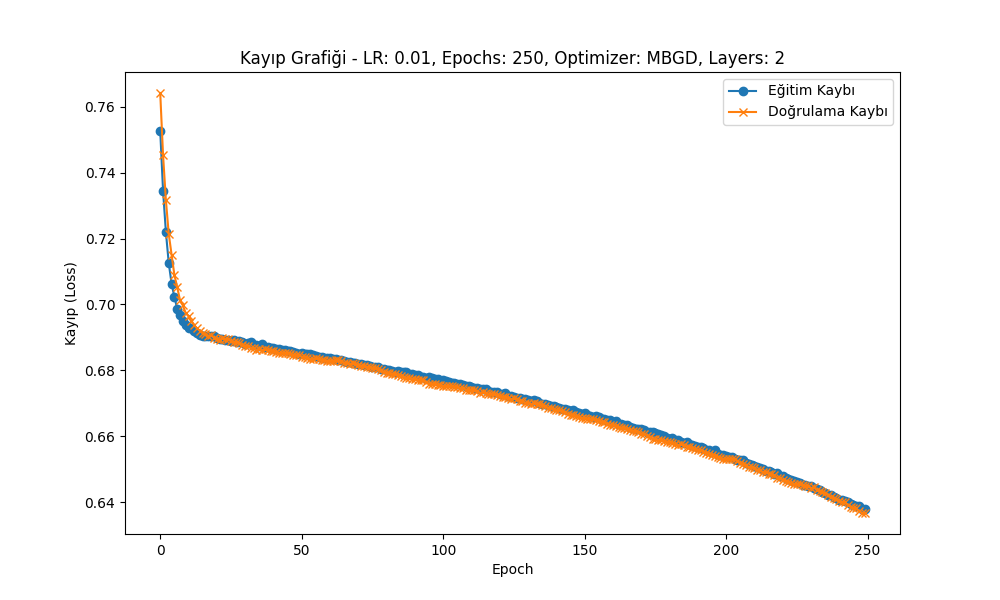 Kayıp Grafiği - LR: 0.01, Epochs: 250, Optimizer: MBGD, Layers: 2
Eğitim Kaybı
Doğrulama Kaybı
Kayıp (Loss)
0.76
0.74
0.72
0.70
0.68
0.66
0.64
0
50
100
150
200
250
Epoch